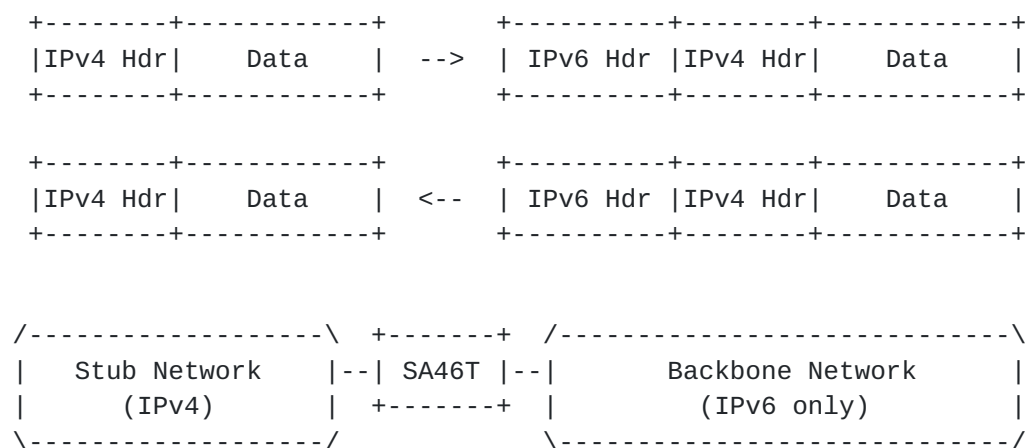 +--------+------------+      +----------+--------+------------+
|IPv4 Hdr|    Data    |  --> | IPv6 Hdr |IPv4 Hdr|    Data    |
+--------+------------+      +----------+--------+------------+
+--------+------------+      +----------+--------+------------+
|IPv4 Hdr|    Data    |  <-- | IPv6 Hdr |IPv4 Hdr|    Data    |
+--------+------------+      +----------+--------+------------+
/-------------------\  +-------+  /-----------------------------\
|   Stub Network    |--| SA46T |--|      Backbone Network       |
|      (IPv4)       |  +-------+  |        (IPv6 only)          |
\-------------------/             \-----------------------------/